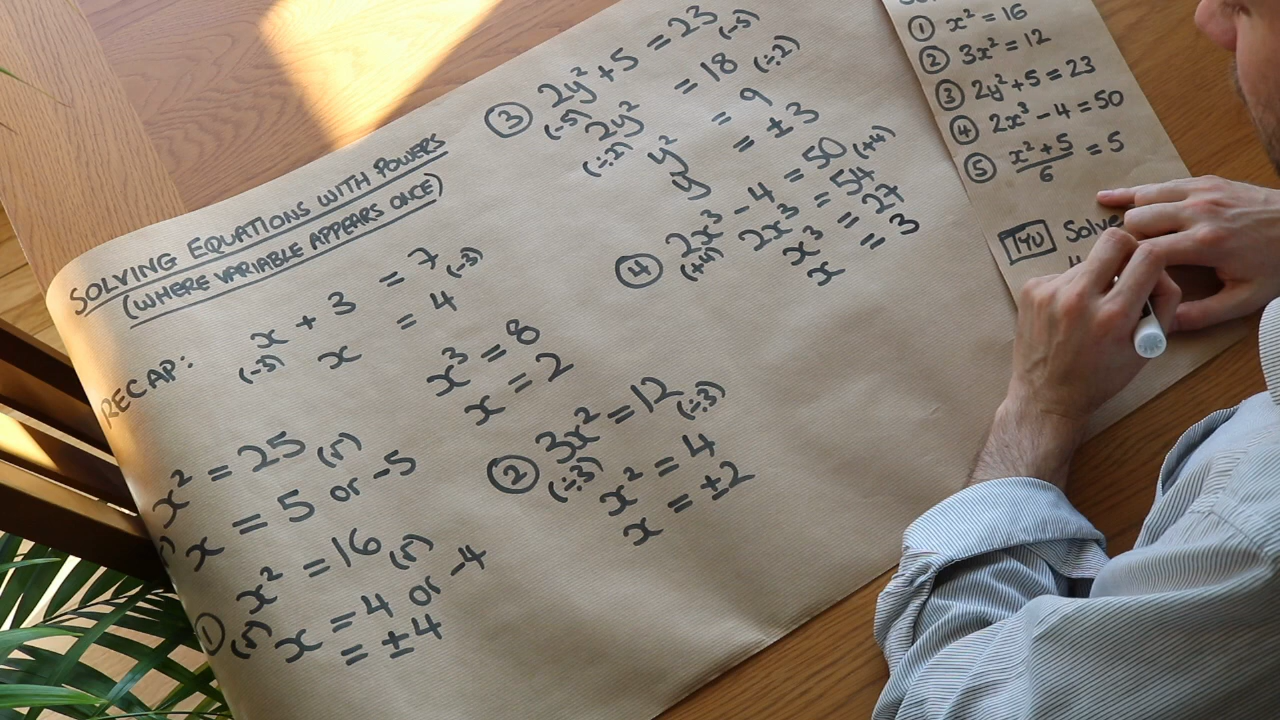 SOLVING EQUATIONS WITH POWERS
(WHERE VARIABLE APPEARS ONCE)
RECAP:
x + 3 = 7
(-3) x = 4 (-3)
x² = 25 (√)
x = 5 or -5
x³ = 8
x = 2
① x² = 16 (√)
(√) x = 4 or -4
= ±4
② 3x² = 12
(÷3) x² = 4 (÷3)
x = ±2
③ 2y² + 5 = 23
(-5) 2y² = 18 (-5)
(÷2) y² = 9 (÷2)
y = ±3
④ 2x³ - 4 = 50
(+4) 2x³ = 54 (+4)
x³ = 27
x = 3
① x² = 16
② 3x² = 12
③ 2y² + 5 = 23
④ 2x³ - 4 = 50
⑤ x² + 5 / 6 = 5
TYU Solve